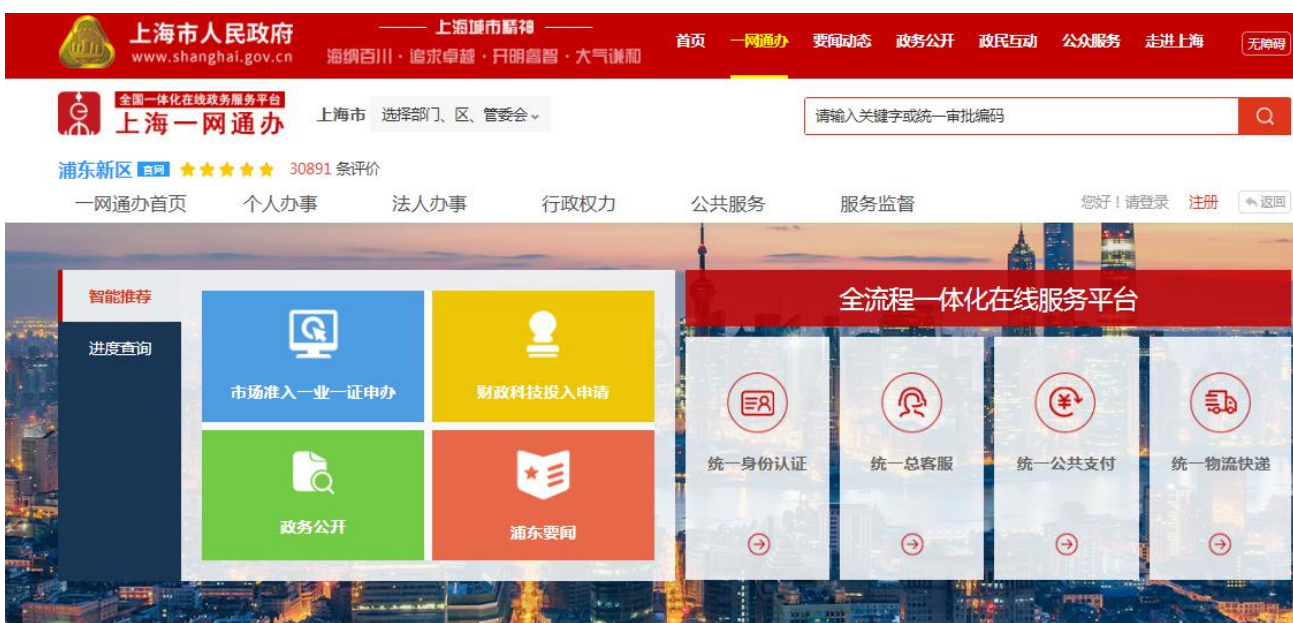 上海市人民政府
www.shanghai.gov.cn
上海城市精神
海纳百川·追求卓越·开明睿智·大气谦和
首页 一网通办 要闻动态 政务公开 政民互动 公众服务 走进上海 无障碍
全国一体化在线政务服务平台
上海一网通办
上海市 选择部门、区、管委会
请输入关键字或统一审批编码
浦东新区 官网 30891 条评价
一网通办首页 个人办事 法人办事 行政权力 公共服务 服务监督 您好！请登录 注册 返回
智能推荐
进度查询
市场准入一业一证申办
财政科技投入申请
政务公开
浦东要闻
全流程一体化在线服务平台
统一身份认证
统一总客服
统一公共支付
统一物流快递